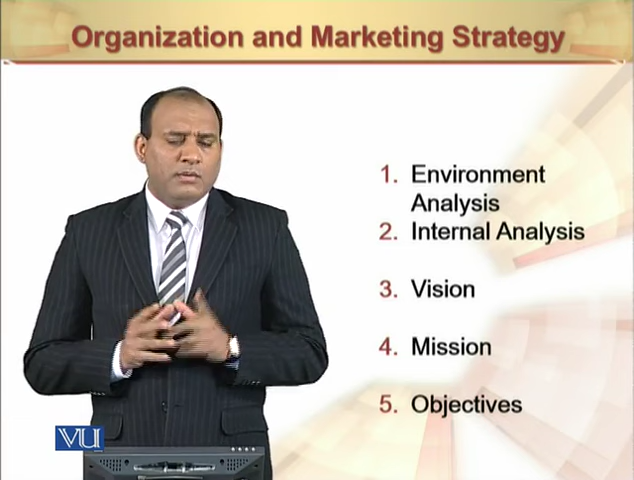 Organization and Marketing Strategy
1. Environment
Analysis
2. Internal Analysis
3. Vision
4. Mission
5. Objectives
VU